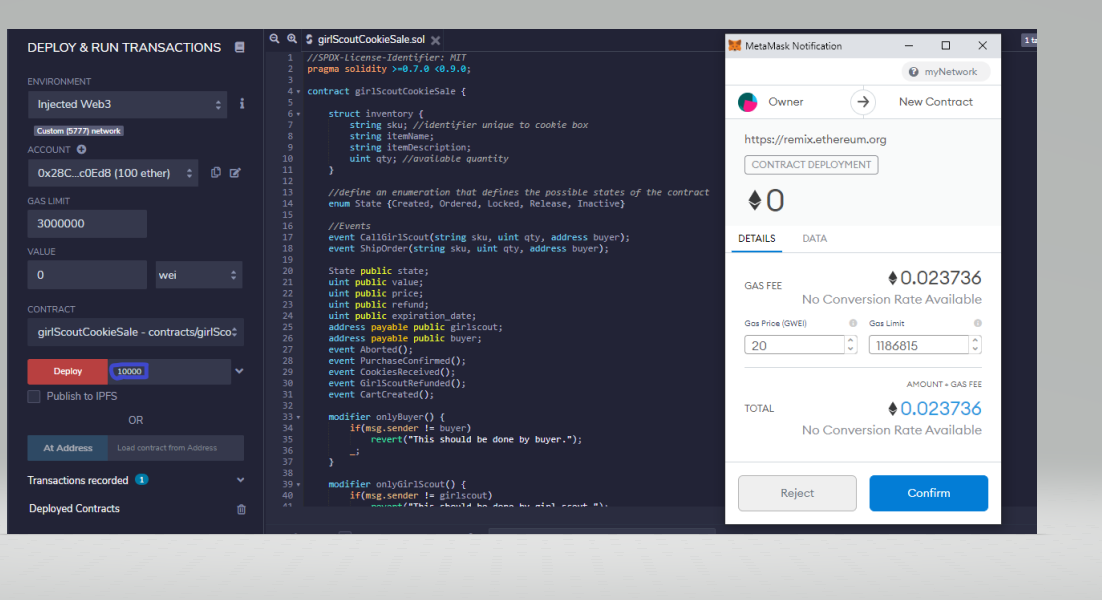 DEPLOY & RUN TRANSACTIONS
ENVIRONMENT
Injected Web3
i
Custom (5777) network
ACCOUNT
0x28C...c0Ed8 (100 ether)
GAS LIMIT
3000000
VALUE
0
wei
CONTRACT
girlScoutCookieSale - contracts/girlSco
Deploy
10000
Publish to IPFS
OR
At Address
Load contract from Address
Transactions recorded 1
Deployed Contracts
girlScoutCookieSale.sol
1 //SPDX-License-Identifier: MIT
2 pragma solidity >=0.7.0 <0.9.0;
3
4 contract girlScoutCookieSale {
5
6 struct inventory {
7 string sku; //identifier unique to cookie box
8 string itemName;
9 string itemDescription;
10 uint qty; //available quantity
11 }
12
13 //define an enumeration that defines the possible states of the contract
14 enum State {Created, Ordered, Locked, Release, Inactive}
15
16 //Events
17 event CallGirlScout(string sku, uint qty, address buyer);
18 event ShipOrder(string sku, uint qty, address buyer);
19
20 State public state;
21 uint public value;
22 uint public price;
23 uint public refund;
24 uint public expiration_date;
25 address payable public girlscout;
26 address payable public buyer;
27 event Aborted();
28 event PurchaseConfirmed();
29 event CookiesReceived();
30 event GirlScoutRefunded();
31 event CartCreated();
32
33 modifier onlyBuyer() {
34 if(msg.sender != buyer)
35 revert("This should be done by buyer.");
36 _;
37 }
38
39 modifier onlyGirlScout() {
40 if(msg.sender != girlscout)
41 revert("This should be done by girl scout.");
MetaMask Notification
myNetwork
Owner
New Contract
https://remix.ethereum.org
CONTRACT DEPLOYMENT
0
DETAILS
DATA
GAS FEE
0.023736
No Conversion Rate Available
Gas Price (GWEI)
Gas Limit
20
1186815
AMOUNT + GAS FEE
TOTAL
0.023736
No Conversion Rate Available
Reject
Confirm